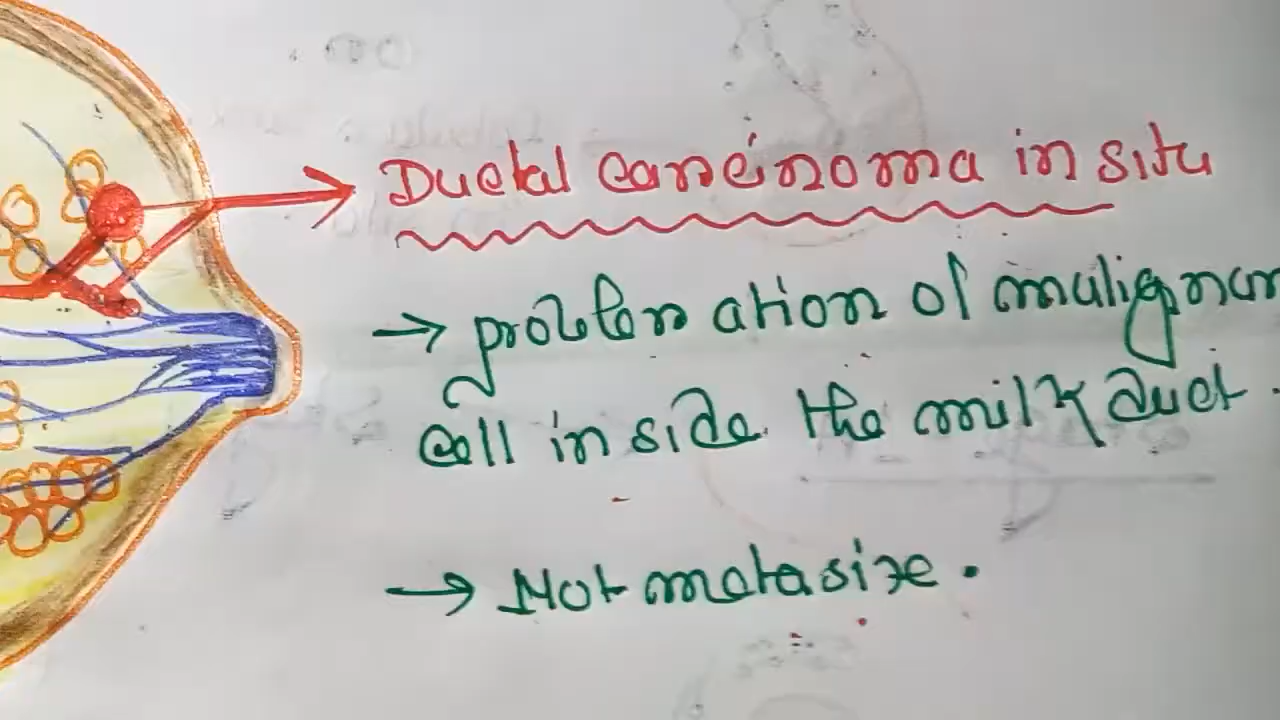 Ductal carcinoma in situ
→ proliferation of malignan
cell inside the milk duct.
→ Not metasize.